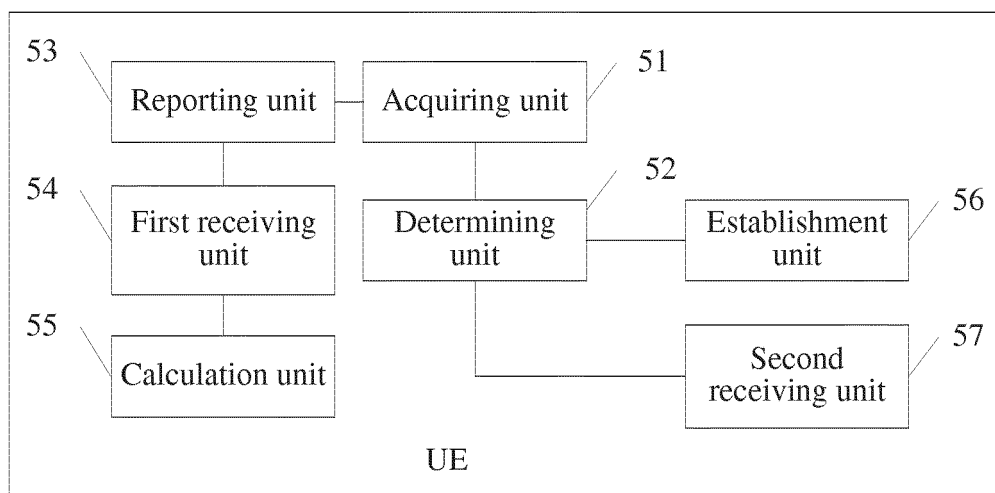 53
Reporting unit
Acquiring unit
51
54
First receiving
unit
Determining
unit
52
Establishment
unit
56
55
Calculation unit
Second
receiving unit
57
UE